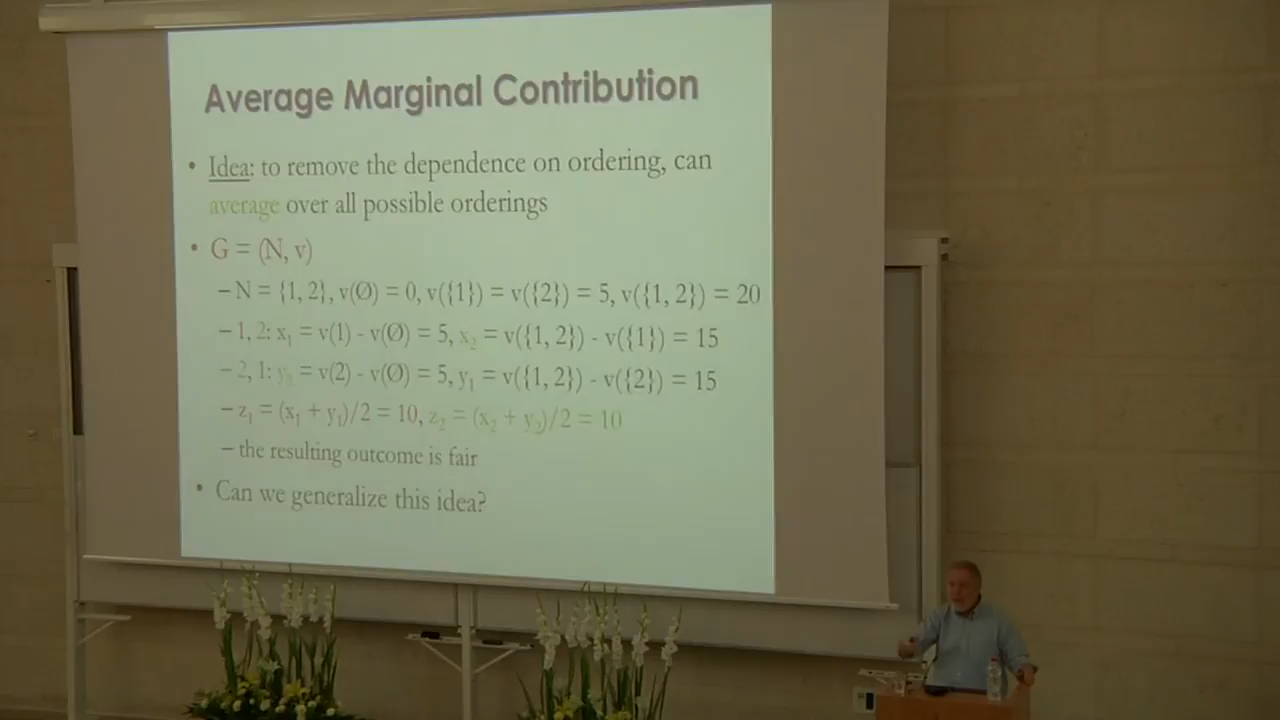 Average Marginal Contribution
• Idea: to remove the dependence on ordering, can
average over all possible orderings
• G = (N, v)
– N = {1, 2}, v(Ø) = 0, v({1}) = v({2}) = 5, v({1, 2}) = 20
– 1, 2: x₁ = v(1) - v(Ø) = 5, x₂ = v({1, 2}) - v({1}) = 15
– 2, 1: y₂ = v(2) - v(Ø) = 5, y₁ = v({1, 2}) - v({2}) = 15
– z₁ = (x₁ + y₁)/2 = 10, z₂ = (x₂ + y₂)/2 = 10
– the resulting outcome is fair
• Can we generalize this idea?